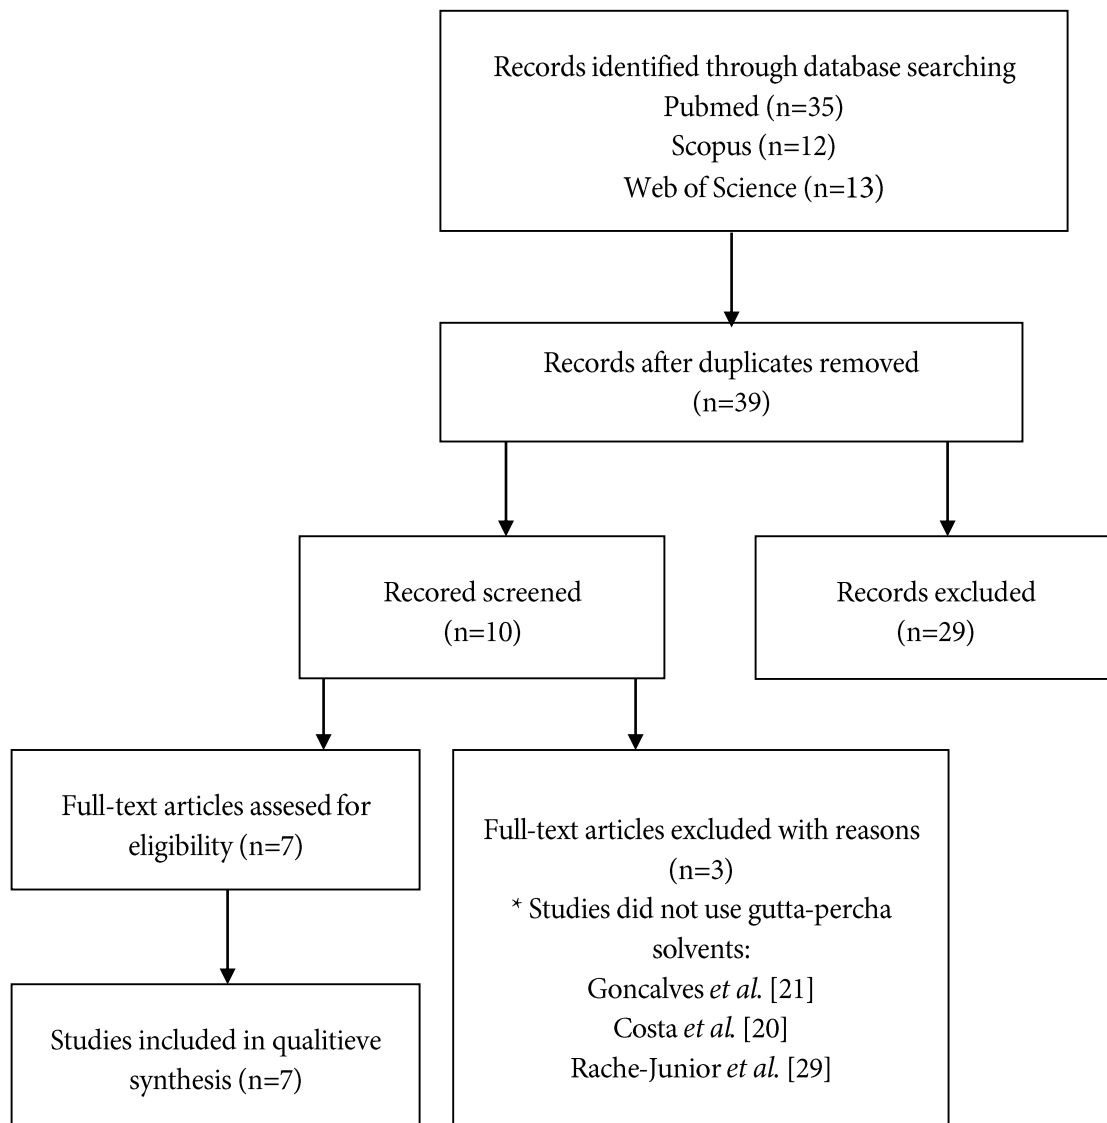 Records identified through database searching
Pubmed (n=35)
Scopus (n=12)
Web of Science (n=13)
Records after duplicates removed
(n=39)
Recored screened
(n=10)
Records excluded
(n=29)
Full-text articles assesed for
eligibility (n=7)
Full-text articles excluded with reasons
(n=3)
* Studies did not use gutta-percha
solvents:
Goncalves et al. [21]
Costa et al. [20]
Rache-Junior et al. [29]
Studies included in qualitieve
synthesis (n=7)